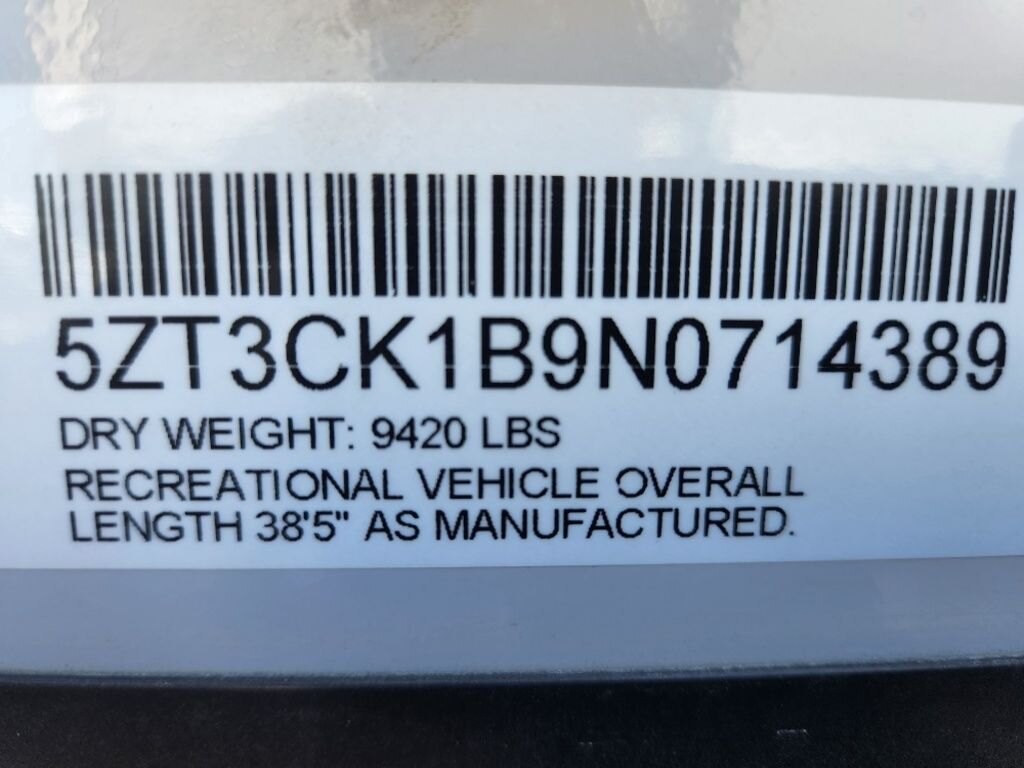 5ZT3CK1B9N0714389
DRY WEIGHT: 9420 LBS
RECREATIONAL VEHICLE OVERALL
LENGTH 38'5" AS MANUFACTURED.